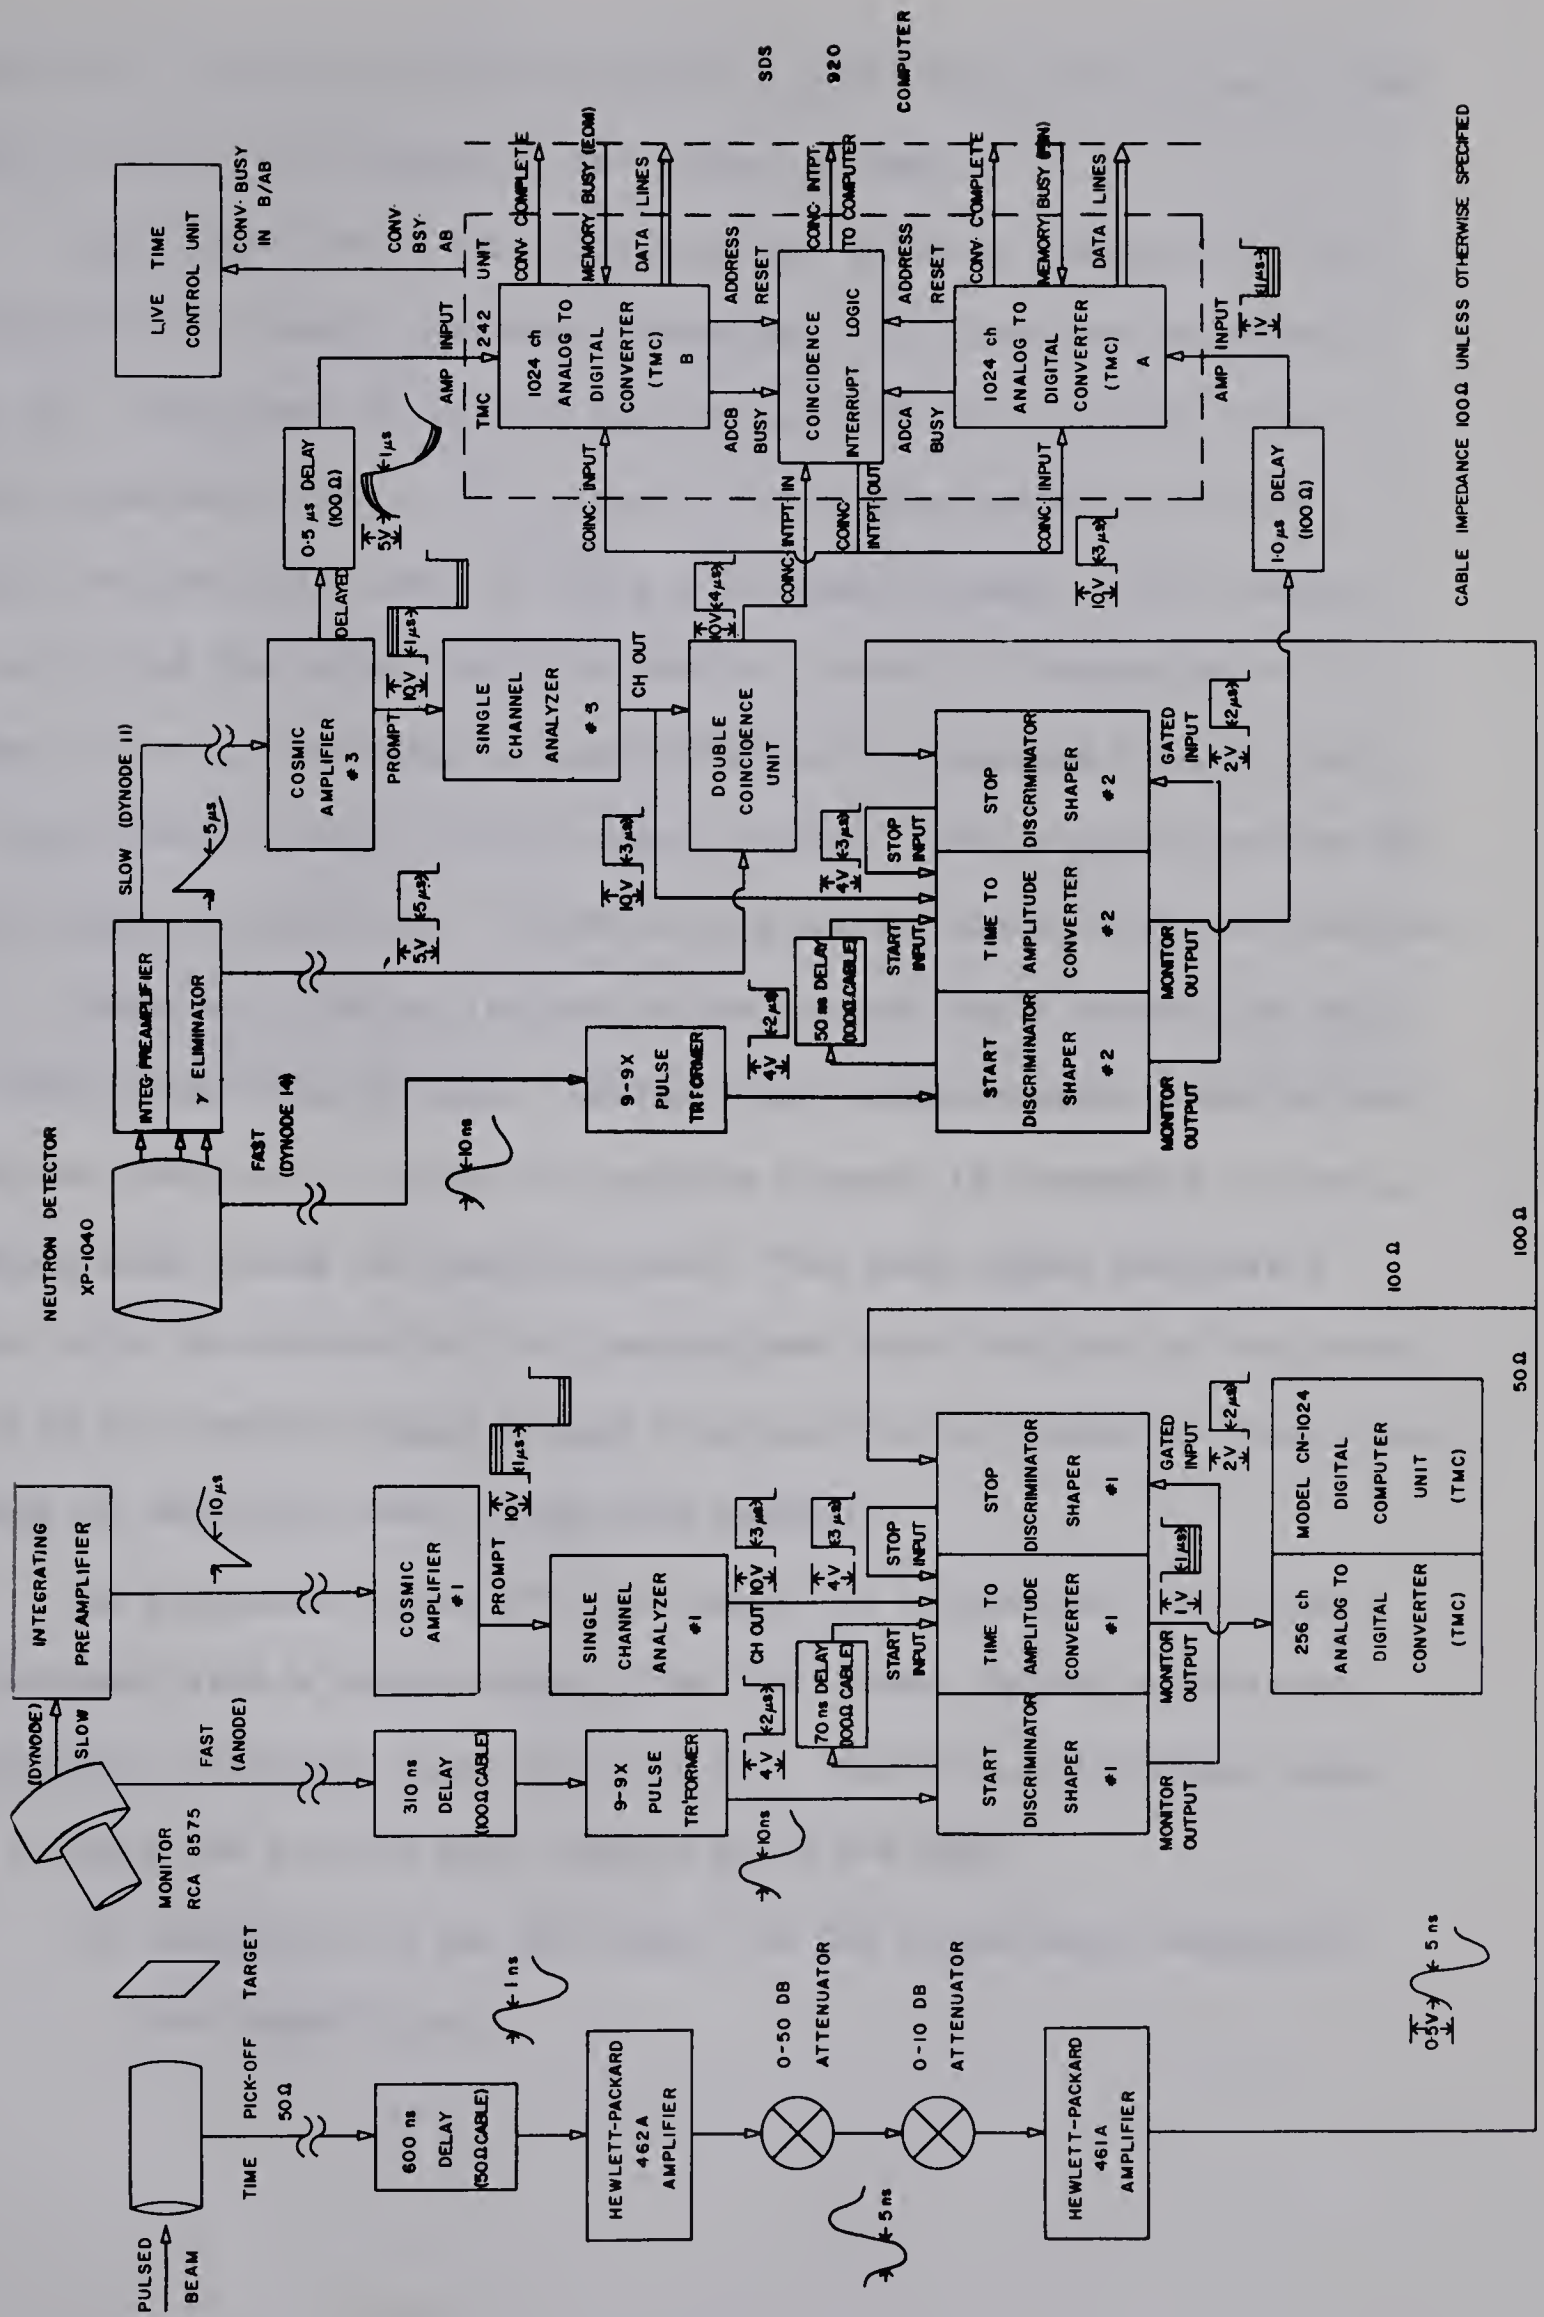 PULSED
BEAM
TIME PICK-OFF
50Ω
TARGET
600 ns
DELAY
(50Ω CABLE)
1 ns
HEWLETT-PACKARD
462A
AMPLIFIER
0-50 DB
ATTENUATOR
5 ns
0-10 DB
ATTENUATOR
HEWLETT-PACKARD
461A
AMPLIFIER
0.5V
5 ns
MONITOR
RCA 8575
(DYNODE)
SLOW
INTEGRATING
PREAMPLIFIER
FAST
(ANODE)
10 μs
310 ns
DELAY
(100Ω CABLE)
COSMIC
AMPLIFIER
#1
PROMPT
10V
1μs
9-9X
PULSE
TR'FORMER
SINGLE
CHANNEL
ANALYZER
#1
10ns
4V
2μs
CH OUT
10V
3μs
4V
3μs
70 ns DELAY
(100Ω CABLE)
START
INPUT
STOP
INPUT
START
DISCRIMINATOR
SHAPER
#1
TIME TO
AMPLITUDE
CONVERTER
#1
STOP
DISCRIMINATOR
SHAPER
#1
MONITOR
OUTPUT
MONITOR
OUTPUT
GATED
INPUT
1V
1μs
2V
2μs
256 ch
ANALOG TO
DIGITAL
CONVERTER
(TMC)
MODEL CN-1024
DIGITAL
COMPUTER
UNIT
(TMC)
50Ω
100Ω
100Ω
NEUTRON DETECTOR
XP-1040
INTEG·PREAMPLIFIER
γ ELIMINATOR
SLOW (DYNODE 11)
5μs
FAST
(DYNODE 14)
10ns
5V
5μs
COSMIC
AMPLIFIER
#3
DELAYED
PROMPT
10V
1μs
0·5 μs DELAY
(100Ω)
5V
1μs
LIVE TIME
CONTROL UNIT
CONV·BUSY
IN B/AB
CONV·
BSY·
AB
9-9X
PULSE
TRFORMER
SINGLE
CHANNEL
ANALYZER
CH OUT
10V
3μs
DOUBLE
COINCIDENCE
UNIT
10V
4μs
4V
2μs
50 ns DELAY
(100Ω CABLE)
START
INPUT
4V
3μs
STOP
INPUT
START
DISCRIMINATOR
SHAPER
#2
TIME TO
AMPLITUDE
CONVERTER
#2
STOP
DISCRIMINATOR
SHAPER
#2
MONITOR
OUTPUT
MONITOR
OUTPUT
GATED
INPUT
2V
2μs
TMC 242 UNIT
AMP INPUT
1024 ch
ANALOG TO
DIGITAL
CONVERTER
(TMC)
B
CONV COMPLETE
MEMORY BUSY (EOM)
DATA LINES
COINC·INPUT
ADCB
BUSY
ADDRESS
RESET
COINCIDENCE
INTERRUPT LOGIC
COINC·INTPT·IN
COINC
INTPT·OUT
COINC·INTPT·
TO COMPUTER
ADCA
BUSY
ADDRESS
RESET
COINC·INPUT
10V
3μs
1024 ch
ANALOG TO
DIGITAL
CONVERTER
(TMC)
A
CONV·COMPLETE
MEMORY BUSY
DATA LINES
AMP INPUT
1V
1μs
1·0 μs DELAY
(100Ω)
SDS
920
COMPUTER
CABLE IMPEDANCE 100Ω UNLESS OTHERWISE SPECIFIED